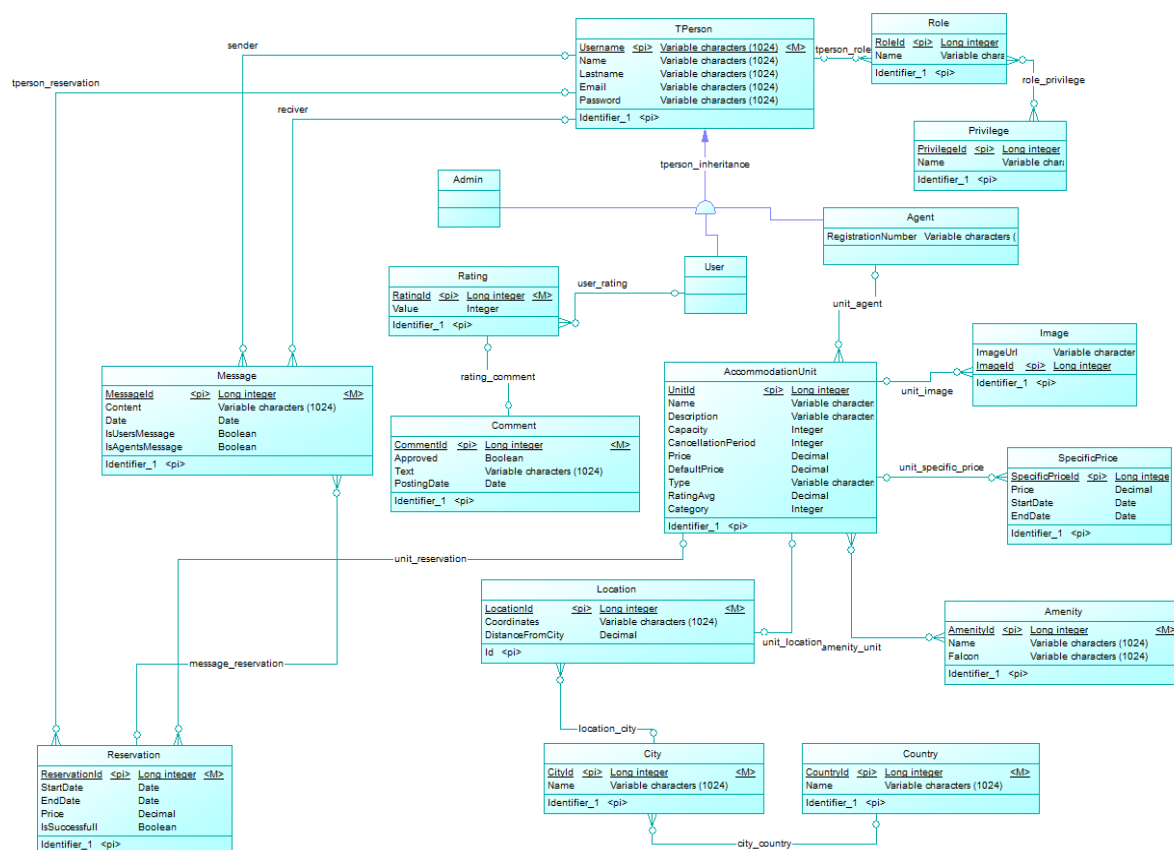 TPerson
Username <pi> Variable characters (1024) <M>
Name Variable characters (1024)
Lastname Variable characters (1024)
Email Variable characters (1024)
Password Variable characters (1024)
Identifier_1 <pi>
Role
RoleId <pi> Long integer
Name Variable chara
Identifier_1 <pi>
sender
tperson_role
tperson_reservation
reciver
role_privilege
Privilege
PrivilegeId <pi> Long integer
Name Variable chara
Identifier_1 <pi>
tperson_inheritance
Admin
Agent
RegistrationNumber Variable characters (
User
Rating
RatingId <pi> Long integer <M>
Value Integer
Identifier_1 <pi>
user_rating
unit_agent
Image
ImageUrl Variable character
ImageId <pi> Long integer
Identifier_1 <pi>
unit_image
Message
MessageId <pi> Long integer <M>
Content Variable characters (1024)
Date Date
IsUsersMessage Boolean
IsAgentsMessage Boolean
Identifier_1 <pi>
rating_comment
Comment
CommentId <pi> Long integer <M>
Approved Boolean
Text Variable characters (1024)
PostingDate Date
Identifier_1 <pi>
AccommodationUnit
UnitId <pi> Long integer
Name Variable characters
Description Variable characters
Capacity Integer
CancellationPeriod Integer
Price Decimal
DefaultPrice Decimal
Type Variable characters
RatingAvg Decimal
Category Integer
Identifier_1 <pi>
unit_specific_price
SpecificPrice
SpecificPriceId <pi> Long intege
Price Decimal
StartDate Date
EndDate Date
Identifier_1 <pi>
unit_reservation
Location
LocationId <pi> Long integer <M>
Coordinates Variable characters (1024)
DistanceFromCity Decimal
Id <pi>
unit_location
amenity_unit
Amenity
AmenityId <pi> Long integer <M>
Name Variable characters (1024)
FaIcon Variable characters (1024)
Identifier_1 <pi>
message_reservation
location_city
Reservation
ReservationId <pi> Long integer <M>
StartDate Date
EndDate Date
Price Decimal
IsSuccessfull Boolean
Identifier_1 <pi>
City
CityId <pi> Long integer <M>
Name Variable characters (1024)
Identifier_1 <pi>
Country
CountryId <pi> Long integer <M>
Name Variable characters (1024)
Identifier_1 <pi>
city_country